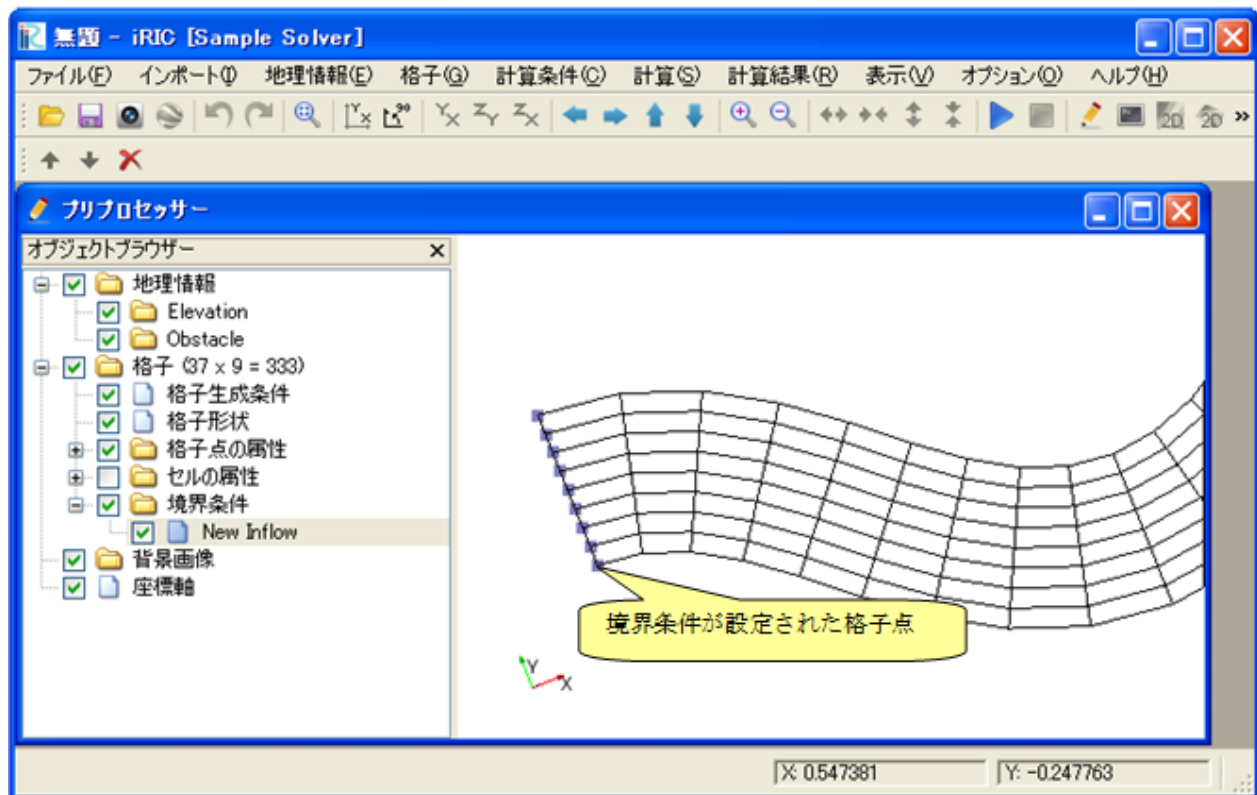 無題 - iRIC [Sample Solver]
ファイル(F) インポート(I) 地理情報(E) 格子(G) 計算条件(C) 計算(S) 計算結果(R) 表示(V) オプション(O) ヘルプ(H)
プリプロセッサー
オブジェクトブラウザー
地理情報
Elevation
Obstacle
格子 (37 x 9 = 333)
格子生成条件
格子形状
格子点の属性
セルの属性
境界条件
New Inflow
背景画像
座標軸
境界条件が設定された格子点
Y
X
X: 0.547381 Y: -0.247763